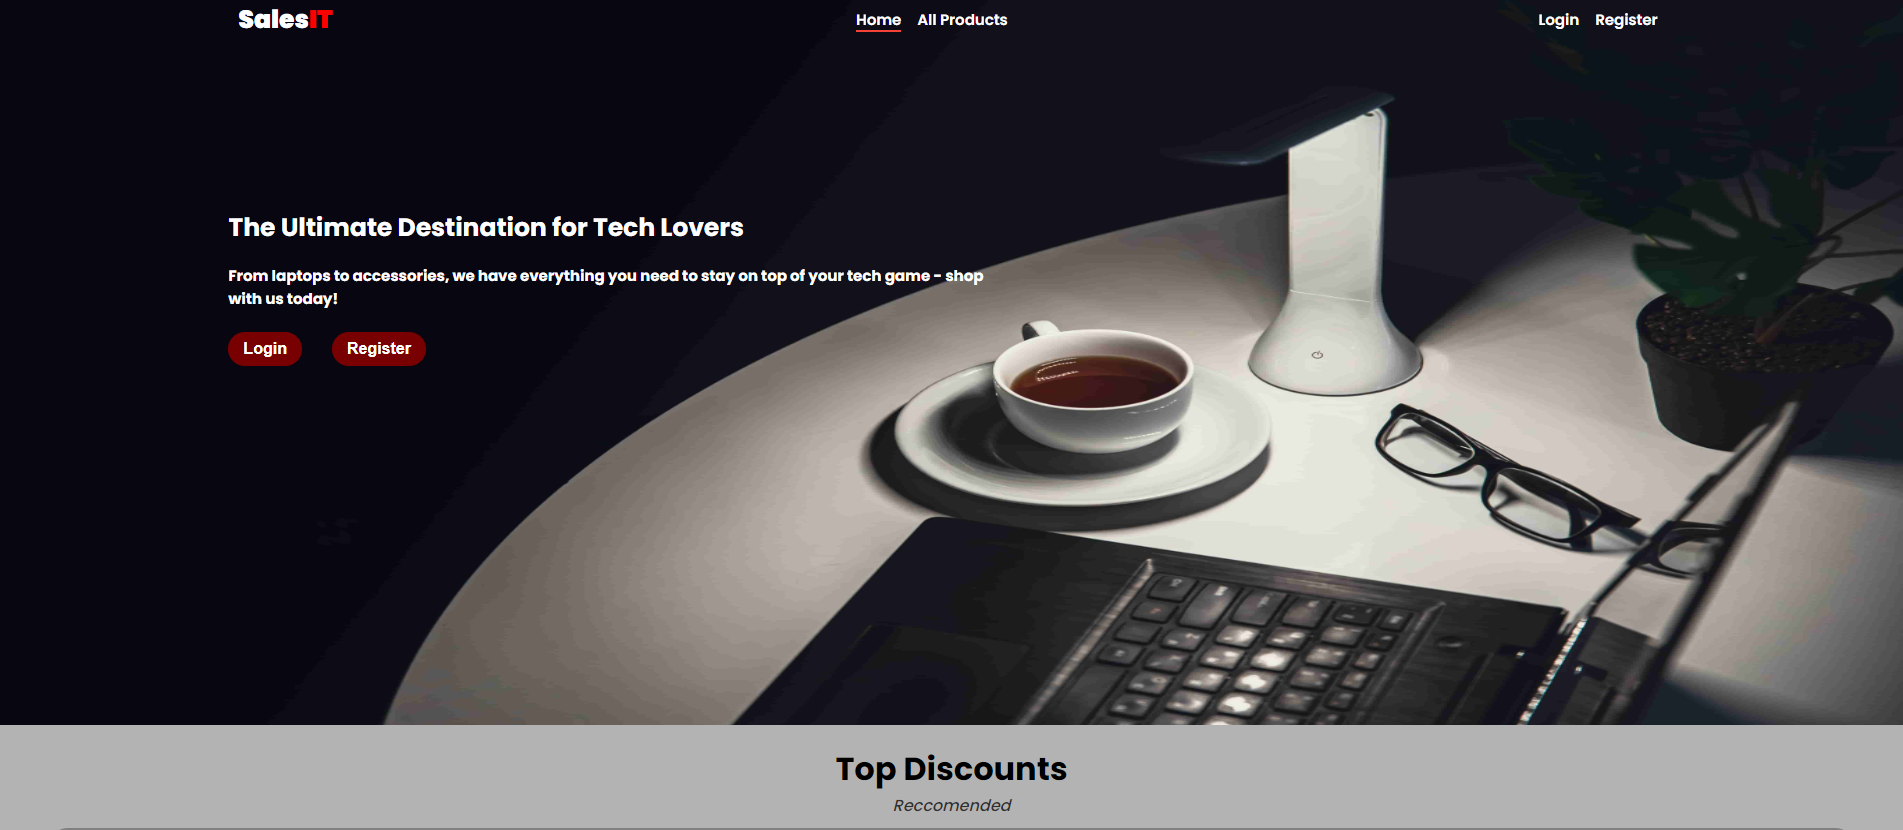 SalesIT
Home All Products
Login Register
The Ultimate Destination for Tech Lovers
From laptops to accessories, we have everything you need to stay on top of your tech game - shop
with us today!
Login Register
Top Discounts
Reccomended